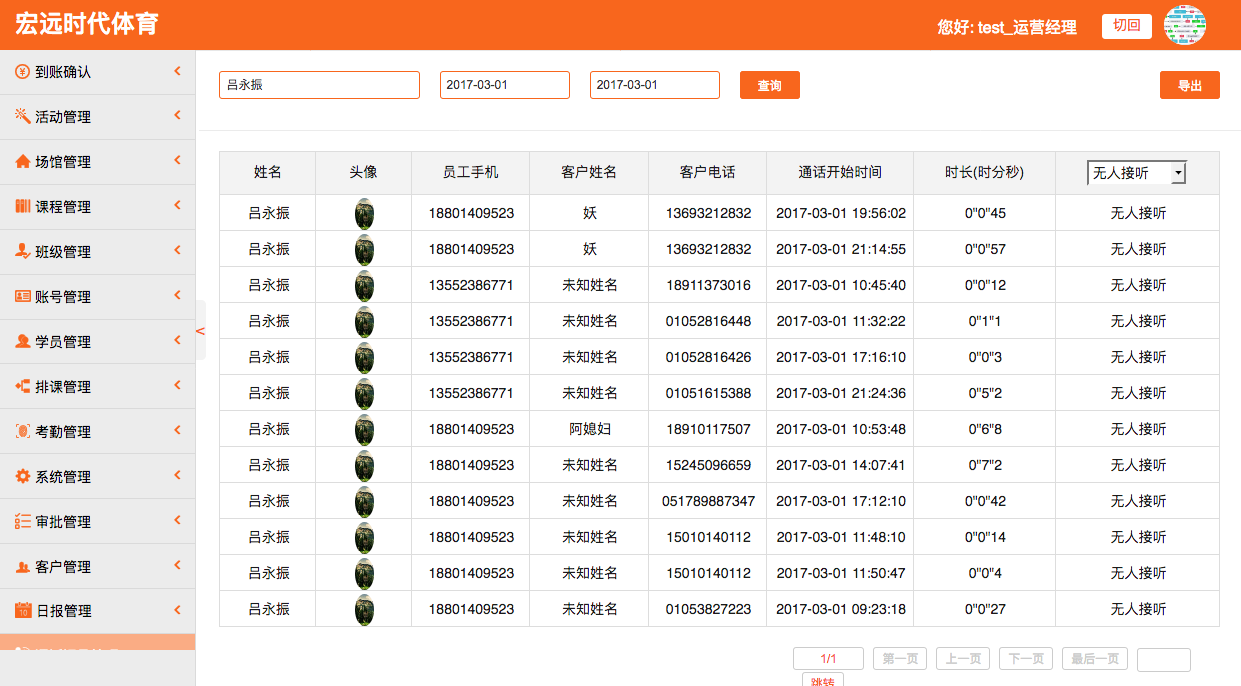 宏远时代体育
您好: test_运营经理 切回
到账确认
活动管理
场馆管理
课程管理
班级管理
账号管理
学员管理
排课管理
考勤管理
系统管理
审批管理
客户管理
日报管理
<
吕永振 2017-03-01 2017-03-01 查询 导出
姓名 头像 员工手机 客户姓名 客户电话 通话开始时间 时长(时分秒) 无人接听
吕永振 18801409523 妖 13693212832 2017-03-01 19:56:02 0"0"45 无人接听
吕永振 18801409523 妖 13693212832 2017-03-01 21:14:55 0"0"57 无人接听
吕永振 13552386771 未知姓名 18911373016 2017-03-01 10:45:40 0"0"12 无人接听
吕永振 13552386771 未知姓名 01052816448 2017-03-01 11:32:22 0"1"1 无人接听
吕永振 13552386771 未知姓名 01052816426 2017-03-01 17:16:10 0"0"3 无人接听
吕永振 13552386771 未知姓名 01051615388 2017-03-01 21:24:36 0"5"2 无人接听
吕永振 18801409523 阿媳妇 18910117507 2017-03-01 10:53:48 0"6"8 无人接听
吕永振 18801409523 未知姓名 15245096659 2017-03-01 14:07:41 0"7"2 无人接听
吕永振 18801409523 未知姓名 051789887347 2017-03-01 17:12:10 0"0"42 无人接听
吕永振 18801409523 未知姓名 15010140112 2017-03-01 11:48:10 0"0"14 无人接听
吕永振 18801409523 未知姓名 15010140112 2017-03-01 11:50:47 0"0"4 无人接听
吕永振 18801409523 未知姓名 01053827223 2017-03-01 09:23:18 0"0"27 无人接听
1/1 第一页 上一页 下一页 最后一页
跳转